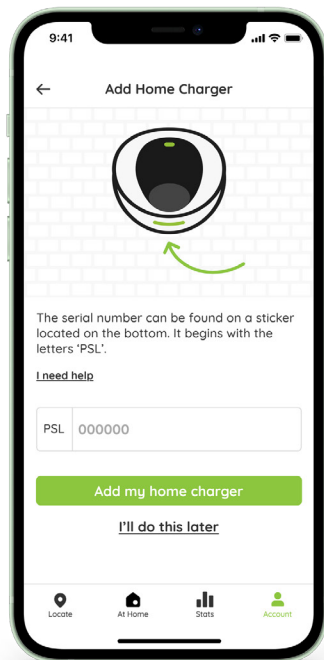 9:41
Add Home Charger
The serial number can be found on a sticker
located on the bottom. It begins with the
letters ‘PSL’.
I need help
PSL 000000
Add my home charger
I’ll do this later
Locate At Home Stats Account